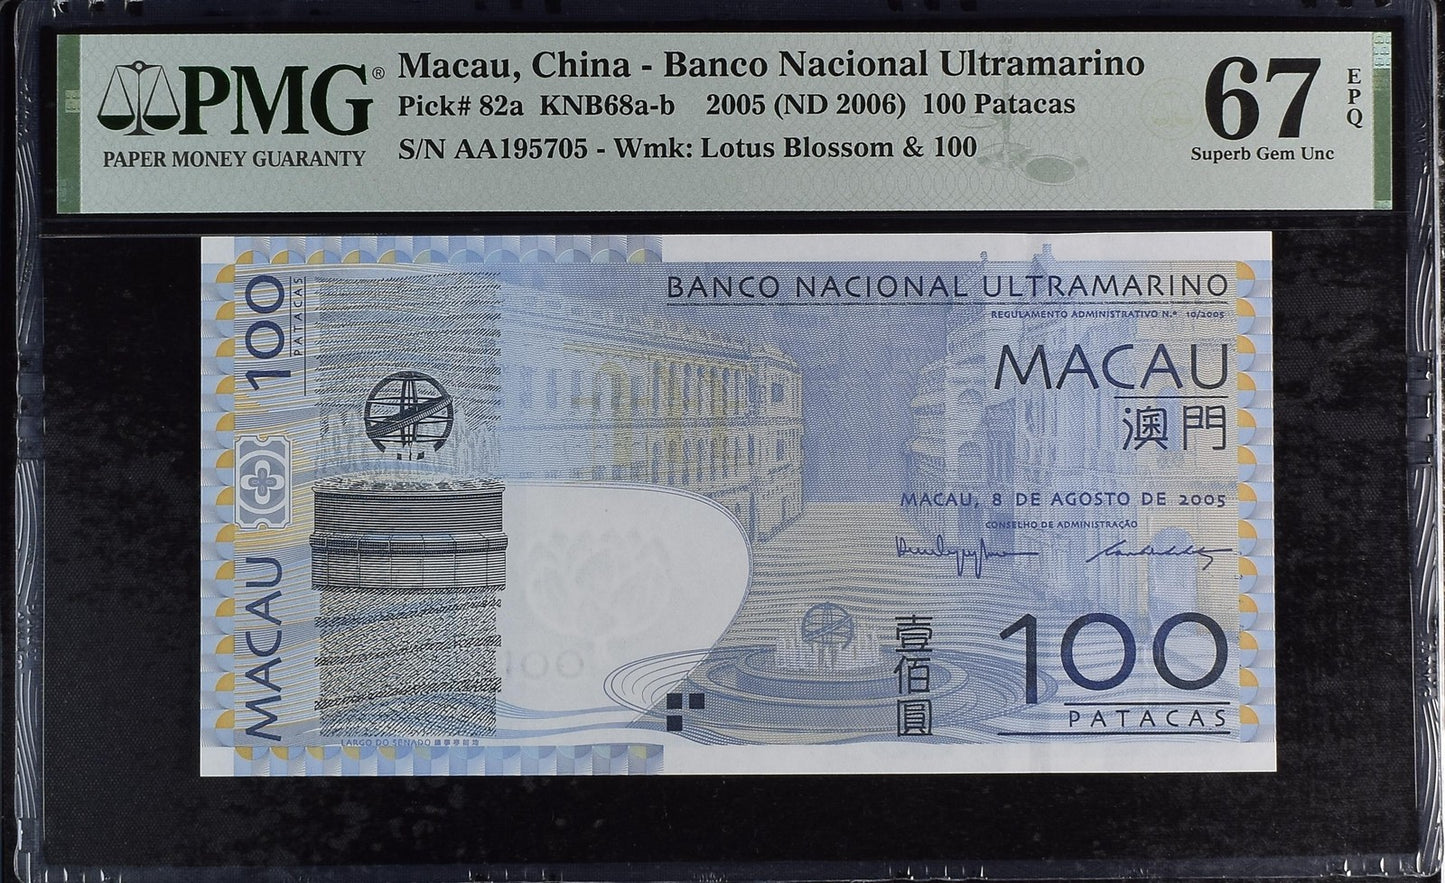 PMG®
PAPER MONEY GUARANTY
Macau, China - Banco Nacional Ultramarino
Pick# 82a KNB68a-b 2005 (ND 2006) 100 Patacas
S/N AA195705 - Wmk: Lotus Blossom & 100
67
EPQ
Superb Gem Unc
100
PATACAS
MACAU
BANCO NACIONAL ULTRAMARINO
REGULAMENTO ADMINISTRATIVO N.º 10/2005
MACAU
澳門
MACAU, 8 DE AGOSTO DE 2005
CONSELHO DE ADMINISTRAÇÃO
壹佰圓
100
PATACAS
LARGO DO SENADO